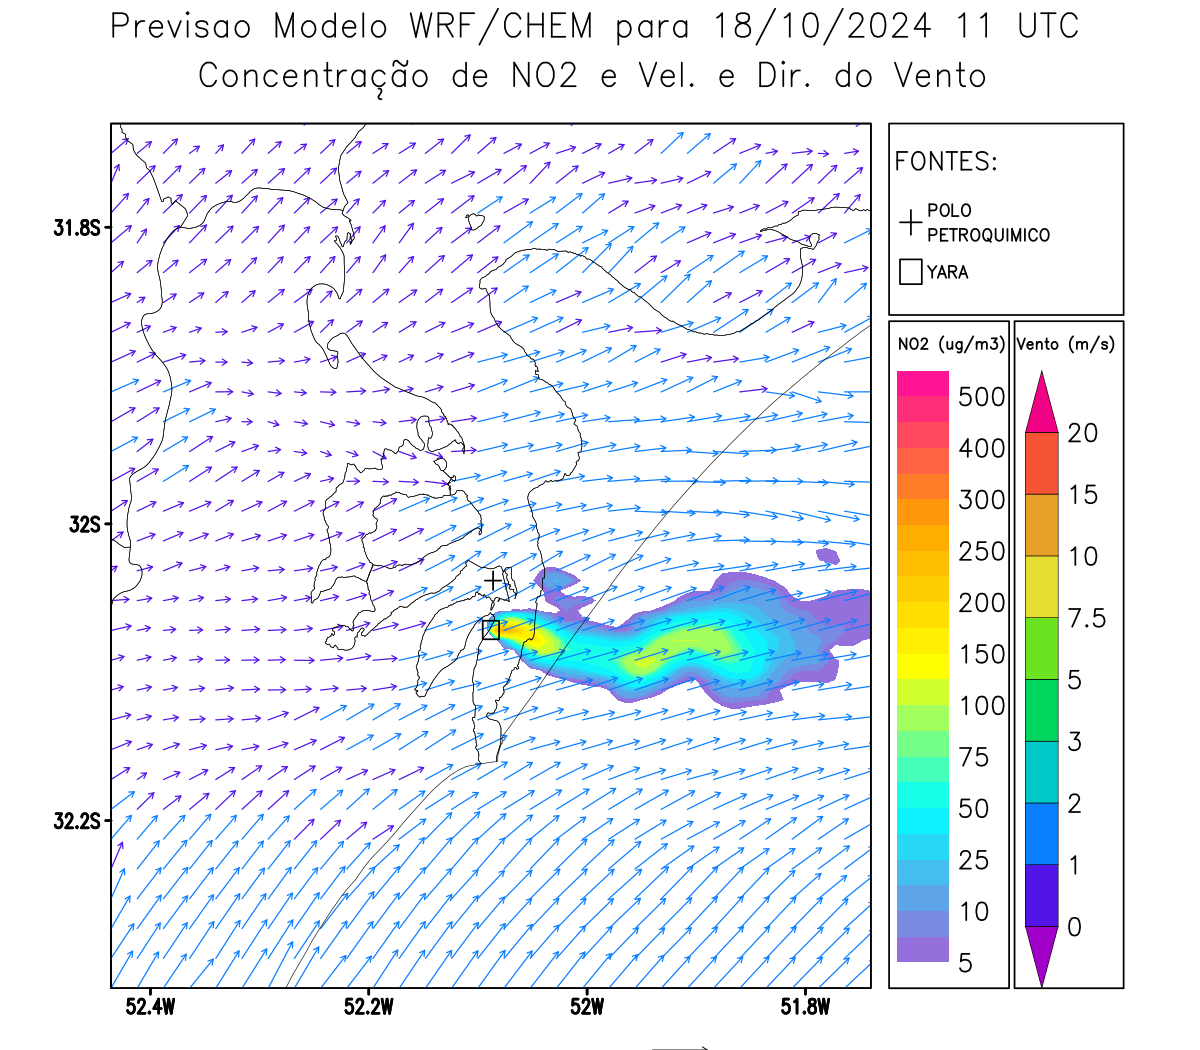 Previsao Modelo WRF/CHEM para 18/10/2024 11 UTC
Concentração de NO2 e Vel. e Dir. do Vento
FONTES:
POLO
PETROQUIMICO
YARA
31.8S
32S
32.2S
52.4W
52.2W
52W
51.8W
NO2 (ug/m3)
500
400
300
250
200
150
100
75
50
25
10
5
Vento (m/s)
20
15
10
7.5
5
3
2
1
0